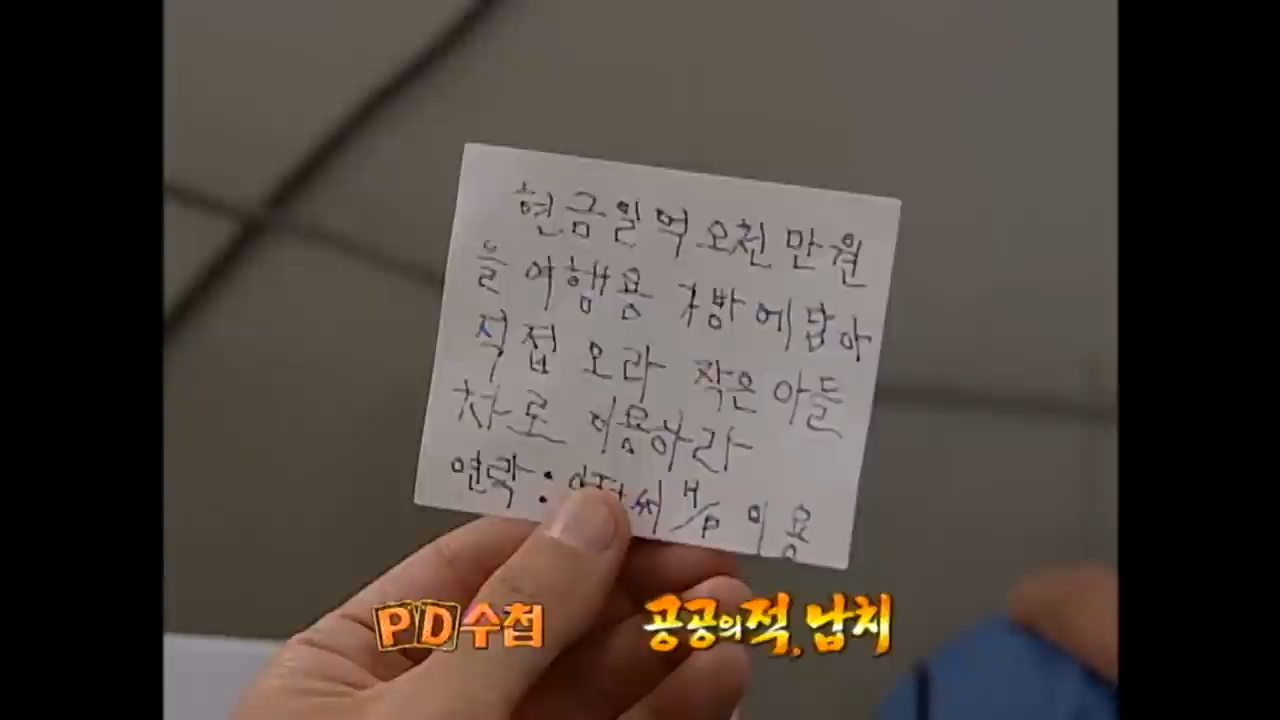 현금일억오천만원
을 여행용 가방에담아
직접 오라 작은아들
차로 이용하라
연락: H/P 이용
PD수첩
공공의적, 납치